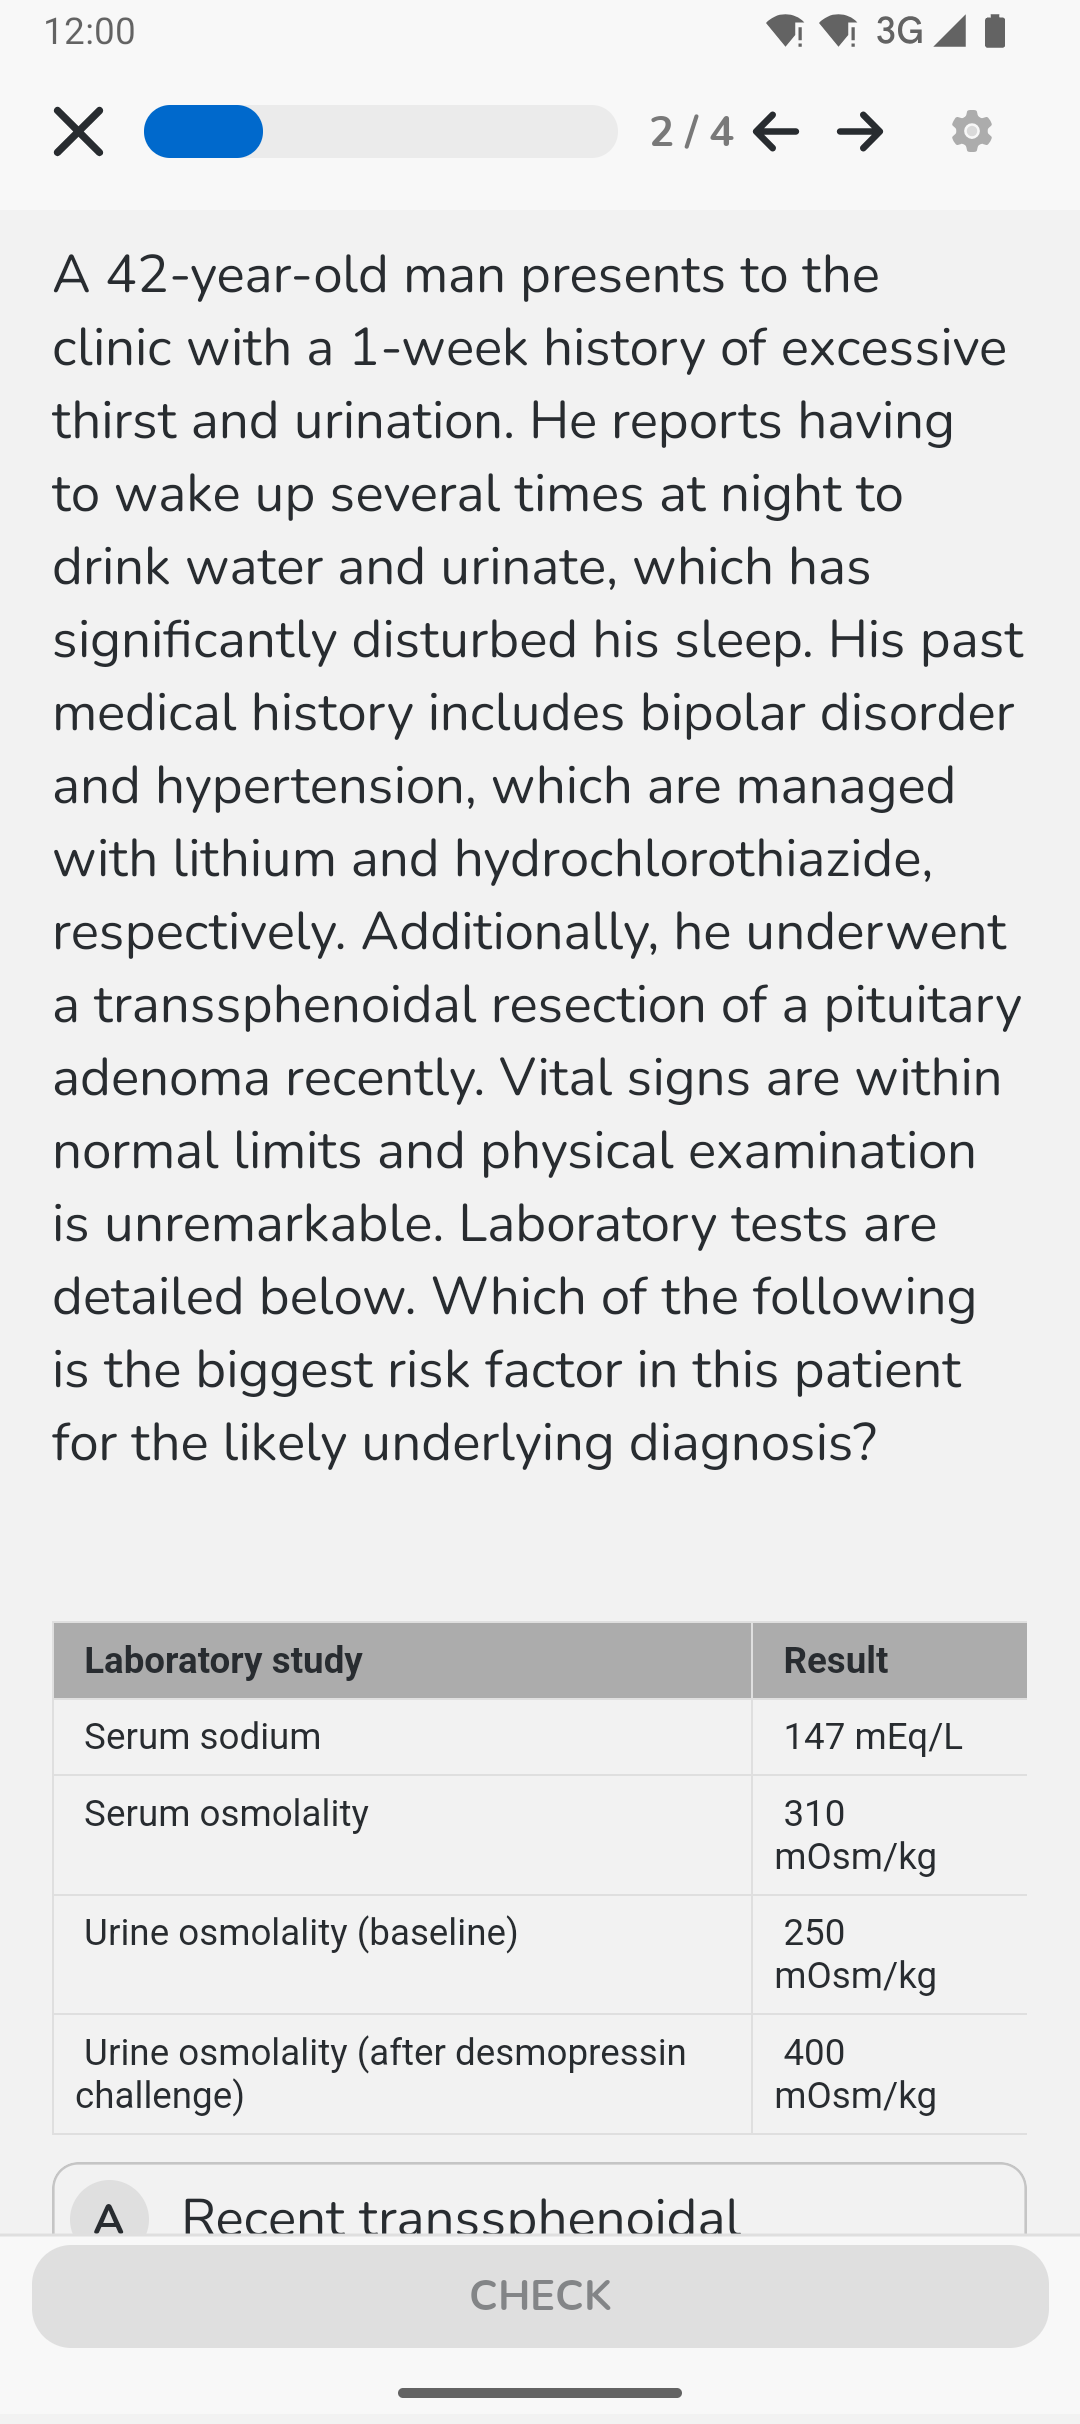 12:00
3G
2 / 4
A 42-year-old man presents to the
clinic with a 1-week history of excessive
thirst and urination. He reports having
to wake up several times at night to
drink water and urinate, which has
significantly disturbed his sleep. His past
medical history includes bipolar disorder
and hypertension, which are managed
with lithium and hydrochlorothiazide,
respectively. Additionally, he underwent
a transsphenoidal resection of a pituitary
adenoma recently. Vital signs are within
normal limits and physical examination
is unremarkable. Laboratory tests are
detailed below. Which of the following
is the biggest risk factor in this patient
for the likely underlying diagnosis?
Laboratory study Result
Serum sodium 147 mEq/L
Serum osmolality 310
mOsm/kg
Urine osmolality (baseline) 250
mOsm/kg
Urine osmolality (after desmopressin 400
challenge) mOsm/kg
A Recent transsphenoidal
CHECK